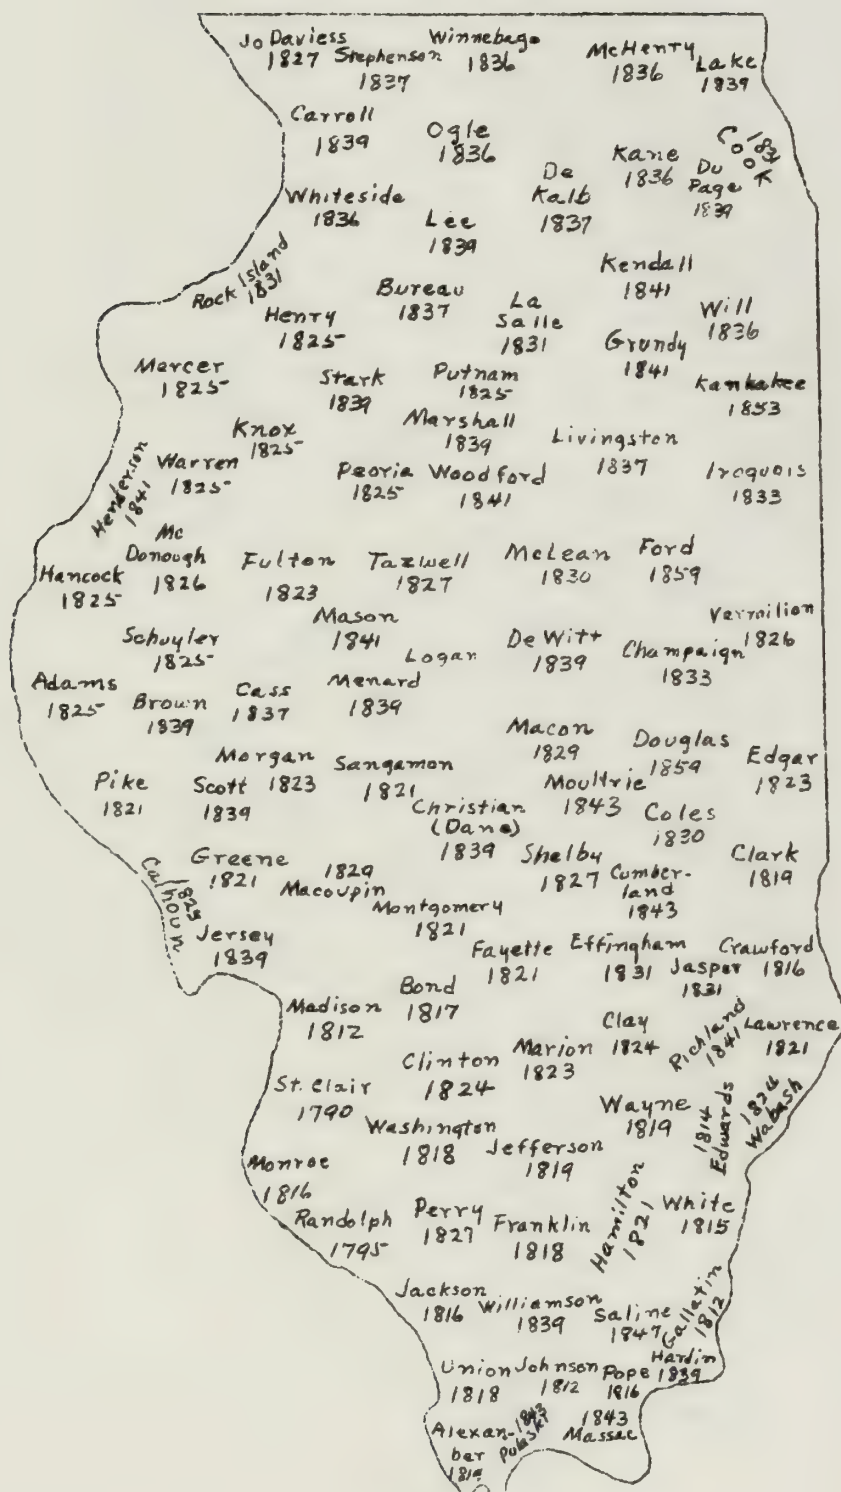 Jo Daviess
1827
Stephenson
1837
Winnebago
1836
McHenry
1836
Lake
1839
Carroll
1839
Ogle
1836
De
Kalb
1837
Kane
1836
Du
Page
1839
Cook
1831
Whiteside
1836
Lee
1839
Rock Island
1831
Henry
1825
Bureau
1837
La
Salle
1831
Kendall
1841
Grundy
1841
Will
1836
Mercer
1825
Stark
1839
Putnam
1825
Kankakee
1853
Knox
1825
Marshall
1839
Livingston
1837
Henderson
1841
Warren
1825
Peoria
1825
Woodford
1841
Iroquois
1833
Hancock
1825
Mc
Donough
1826
Fulton
1823
Tazwell
1827
McLean
1830
Ford
1859
Schuyler
1825
Mason
1841
Logan
De Witt
1839
Champaign
1833
Vermilion
1826
Adams
1825
Brown
1839
Cass
1837
Menard
1839
Macon
1829
Douglas
1859
Edgar
1823
Pike
1821
Scott
1839
Morgan
1823
Sangamon
1821
Christian
(Dane)
1839
Moultrie
1843
Coles
1830
Calhoun
1825
Greene
1821
1829
Macoupin
Shelby
1827
Cumber-
land
1843
Clark
1819
Jersey
1839
Montgomery
1821
Fayette
1821
Effingham
1831
Jasper
1831
Crawford
1816
Madison
1812
Bond
1817
Clay
1824
Richland
1841
Lawrence
1821
St. Clair
1790
Clinton
1824
Marion
1823
Wayne
1819
1814
Edwards
1824
Wabash
Washington
1818
Jefferson
1819
Monroe
1816
Randolph
1795
Perry
1827
Franklin
1818
Hamilton
1821
White
1815
Jackson
1816
Williamson
1839
Saline
1847
Gallatin
1812
Union
1818
Johnson
1812
Pope
1816
Hardin
1839
Alexan-
ber
1819
1843
Pulaski
1843
Massac